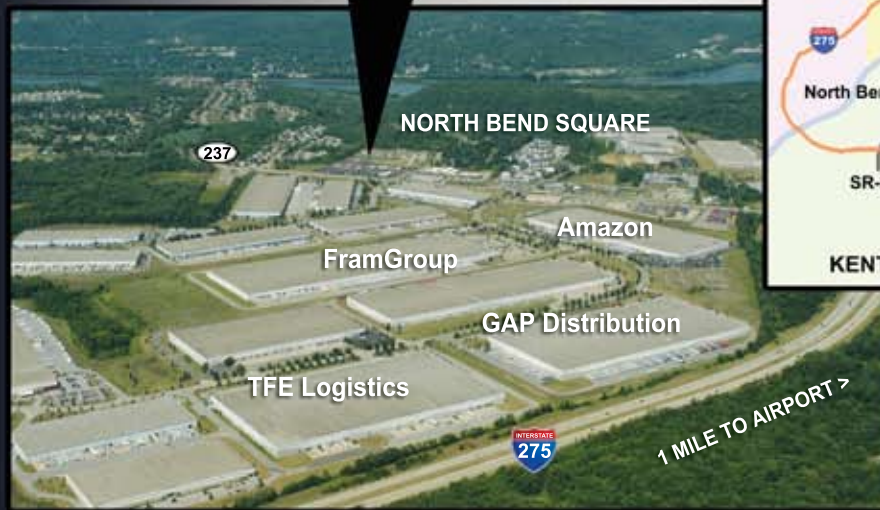 275
North Be
SR-
KENT
NORTH BEND SQUARE
237
Amazon
FramGroup
GAP Distribution
TFE Logistics
INTERSTATE
275
1 MILE TO AIRPORT >